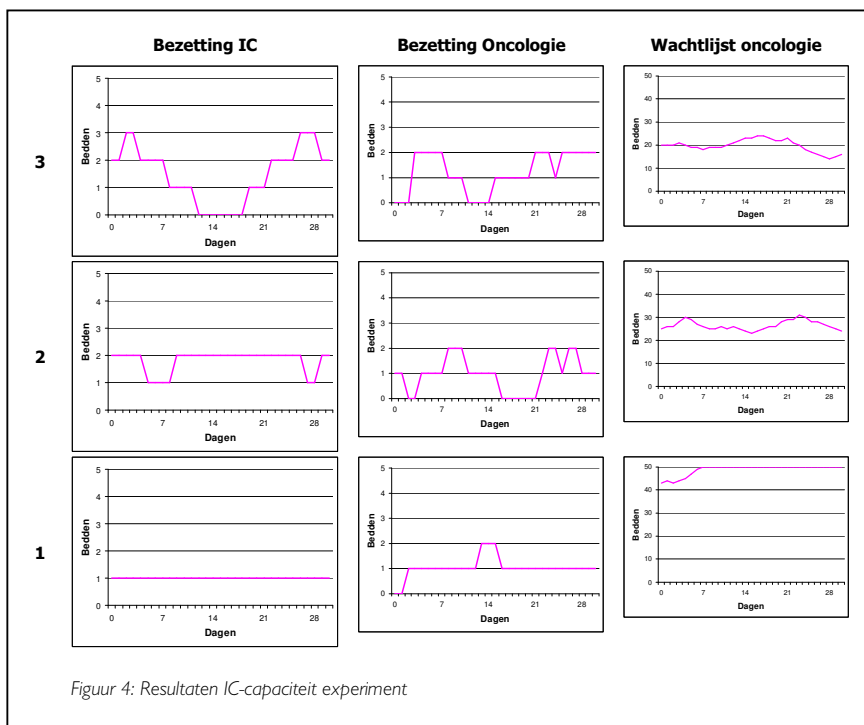 Bezetting IC
Bezetting Oncologie
Wachtlijst oncologie
3
Bedden
5
4
3
2
1
0
0 7 14 21 28
Dagen
Bedden
5
4
3
2
1
0
0 7 14 21 28
Dagen
Bedden
50
40
30
20
10
0
0 7 14 21 28
Dagen
2
Bedden
5
4
3
2
1
0
0 7 14 21 28
Dagen
Bedden
5
4
3
2
1
0
0 7 14 21 28
Dagen
Bedden
50
40
30
20
10
0
0 7 14 21 28
Dagen
1
Bedden
5
4
3
2
1
0
0 7 14 21 28
Dagen
Bedden
5
4
3
2
1
0
0 7 14 21 28
Dagen
Bedden
50
40
30
20
10
0
0 7 14 21 28
Dagen
Figuur 4: Resultaten IC-capaciteit experiment